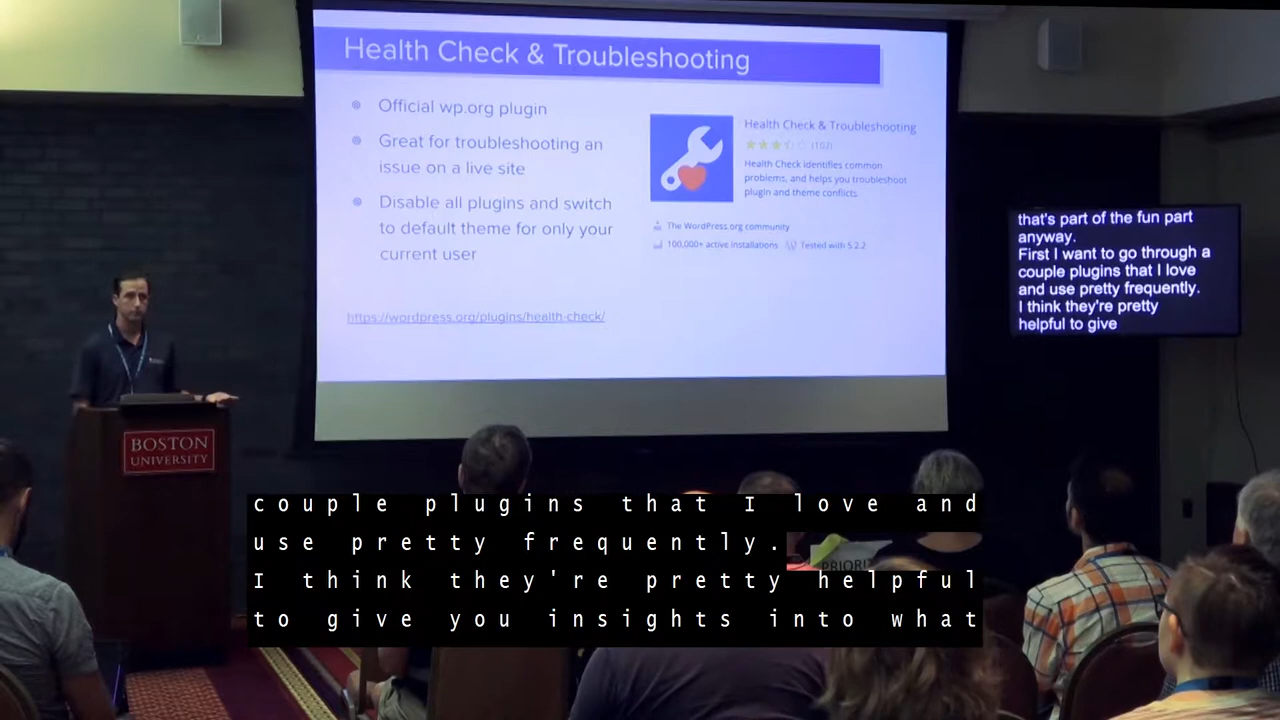 Health Check & Troubleshooting
Official wp.org plugin
Great for troubleshooting an
issue on a live site
Disable all plugins and switch
to default theme for only your
current user
https://wordpress.org/plugins/health-check/
Health Check & Troubleshooting
(102)
Health Check identifies common
problems, and helps you troubleshoot
plugin and theme conflicts
The WordPress.org community
100,000+ active installations
Tested with 5.2.2
that's part of the fun part
anyway.
First I want to go through a
couple plugins that I love
and use pretty frequently.
I think they're pretty
helpful to give
BOSTON
UNIVERSITY
couple plugins that I love and
use pretty frequently.
I think they're pretty helpful
to give you insights into what